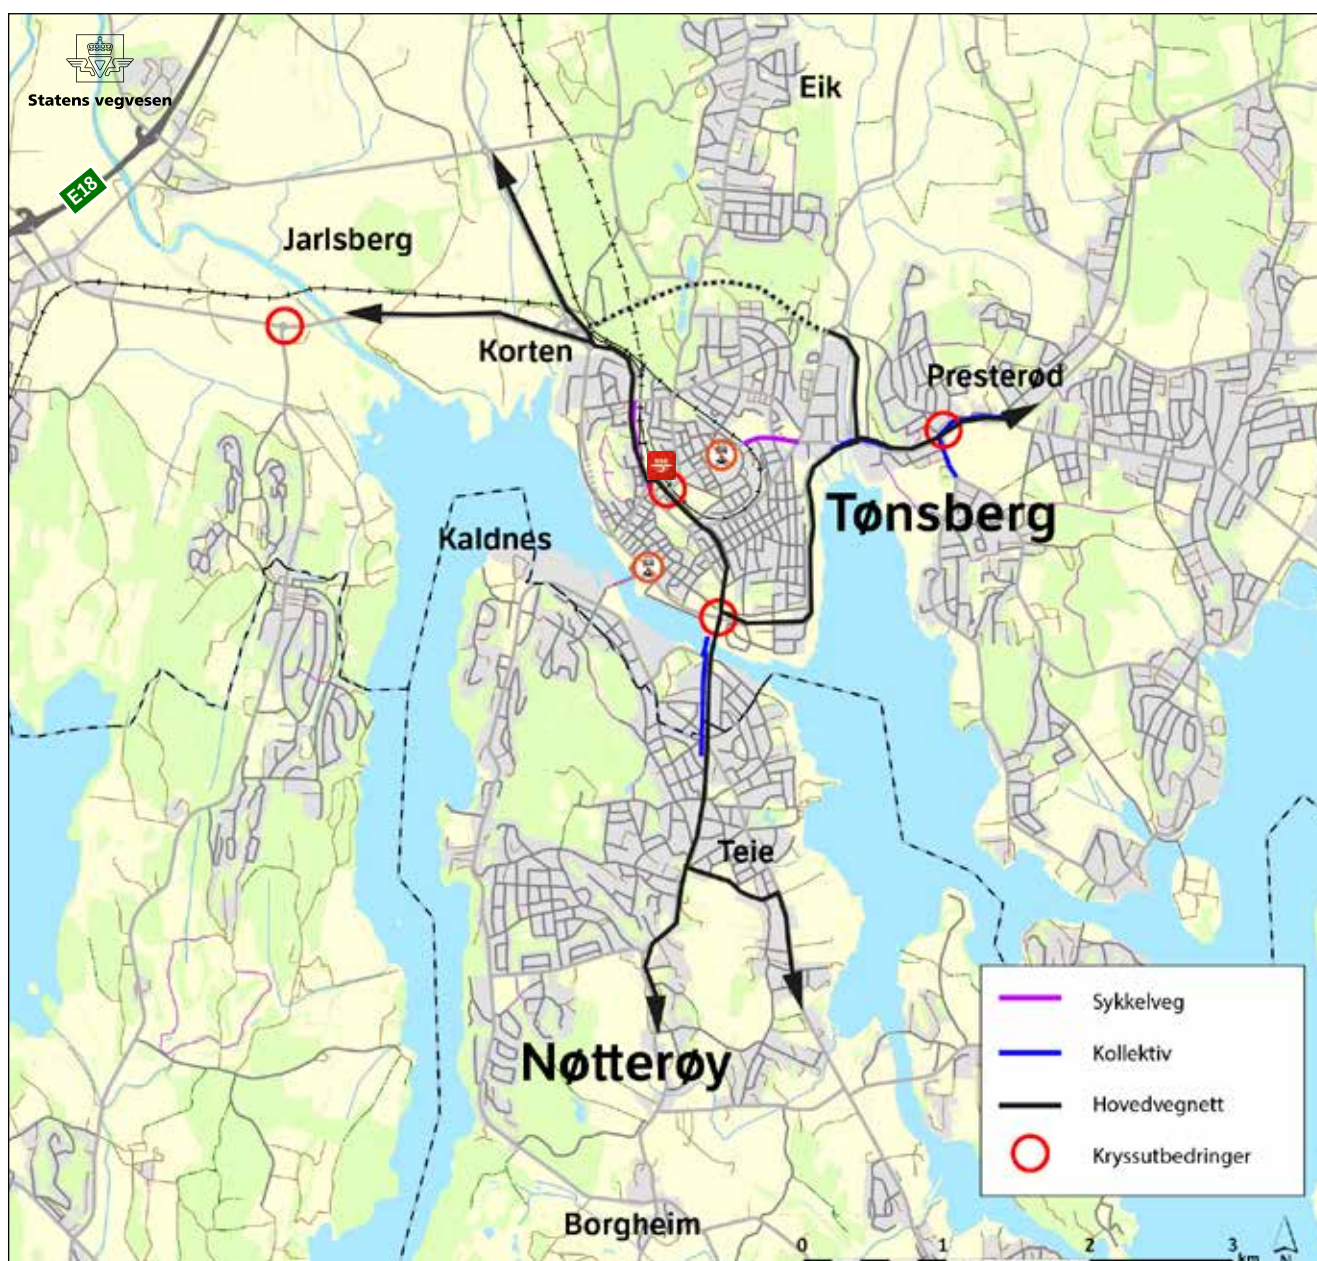 Statens vegvesen
E18
Eik
Jarlsberg
Korten
Presterød
Tønsberg
Kaldnes
Teie
Nøtterøy
Borgheim
Sykkelveg
Kollektiv
Hovedvegnett
Kryssutbedringer
0 1 2 3
km N